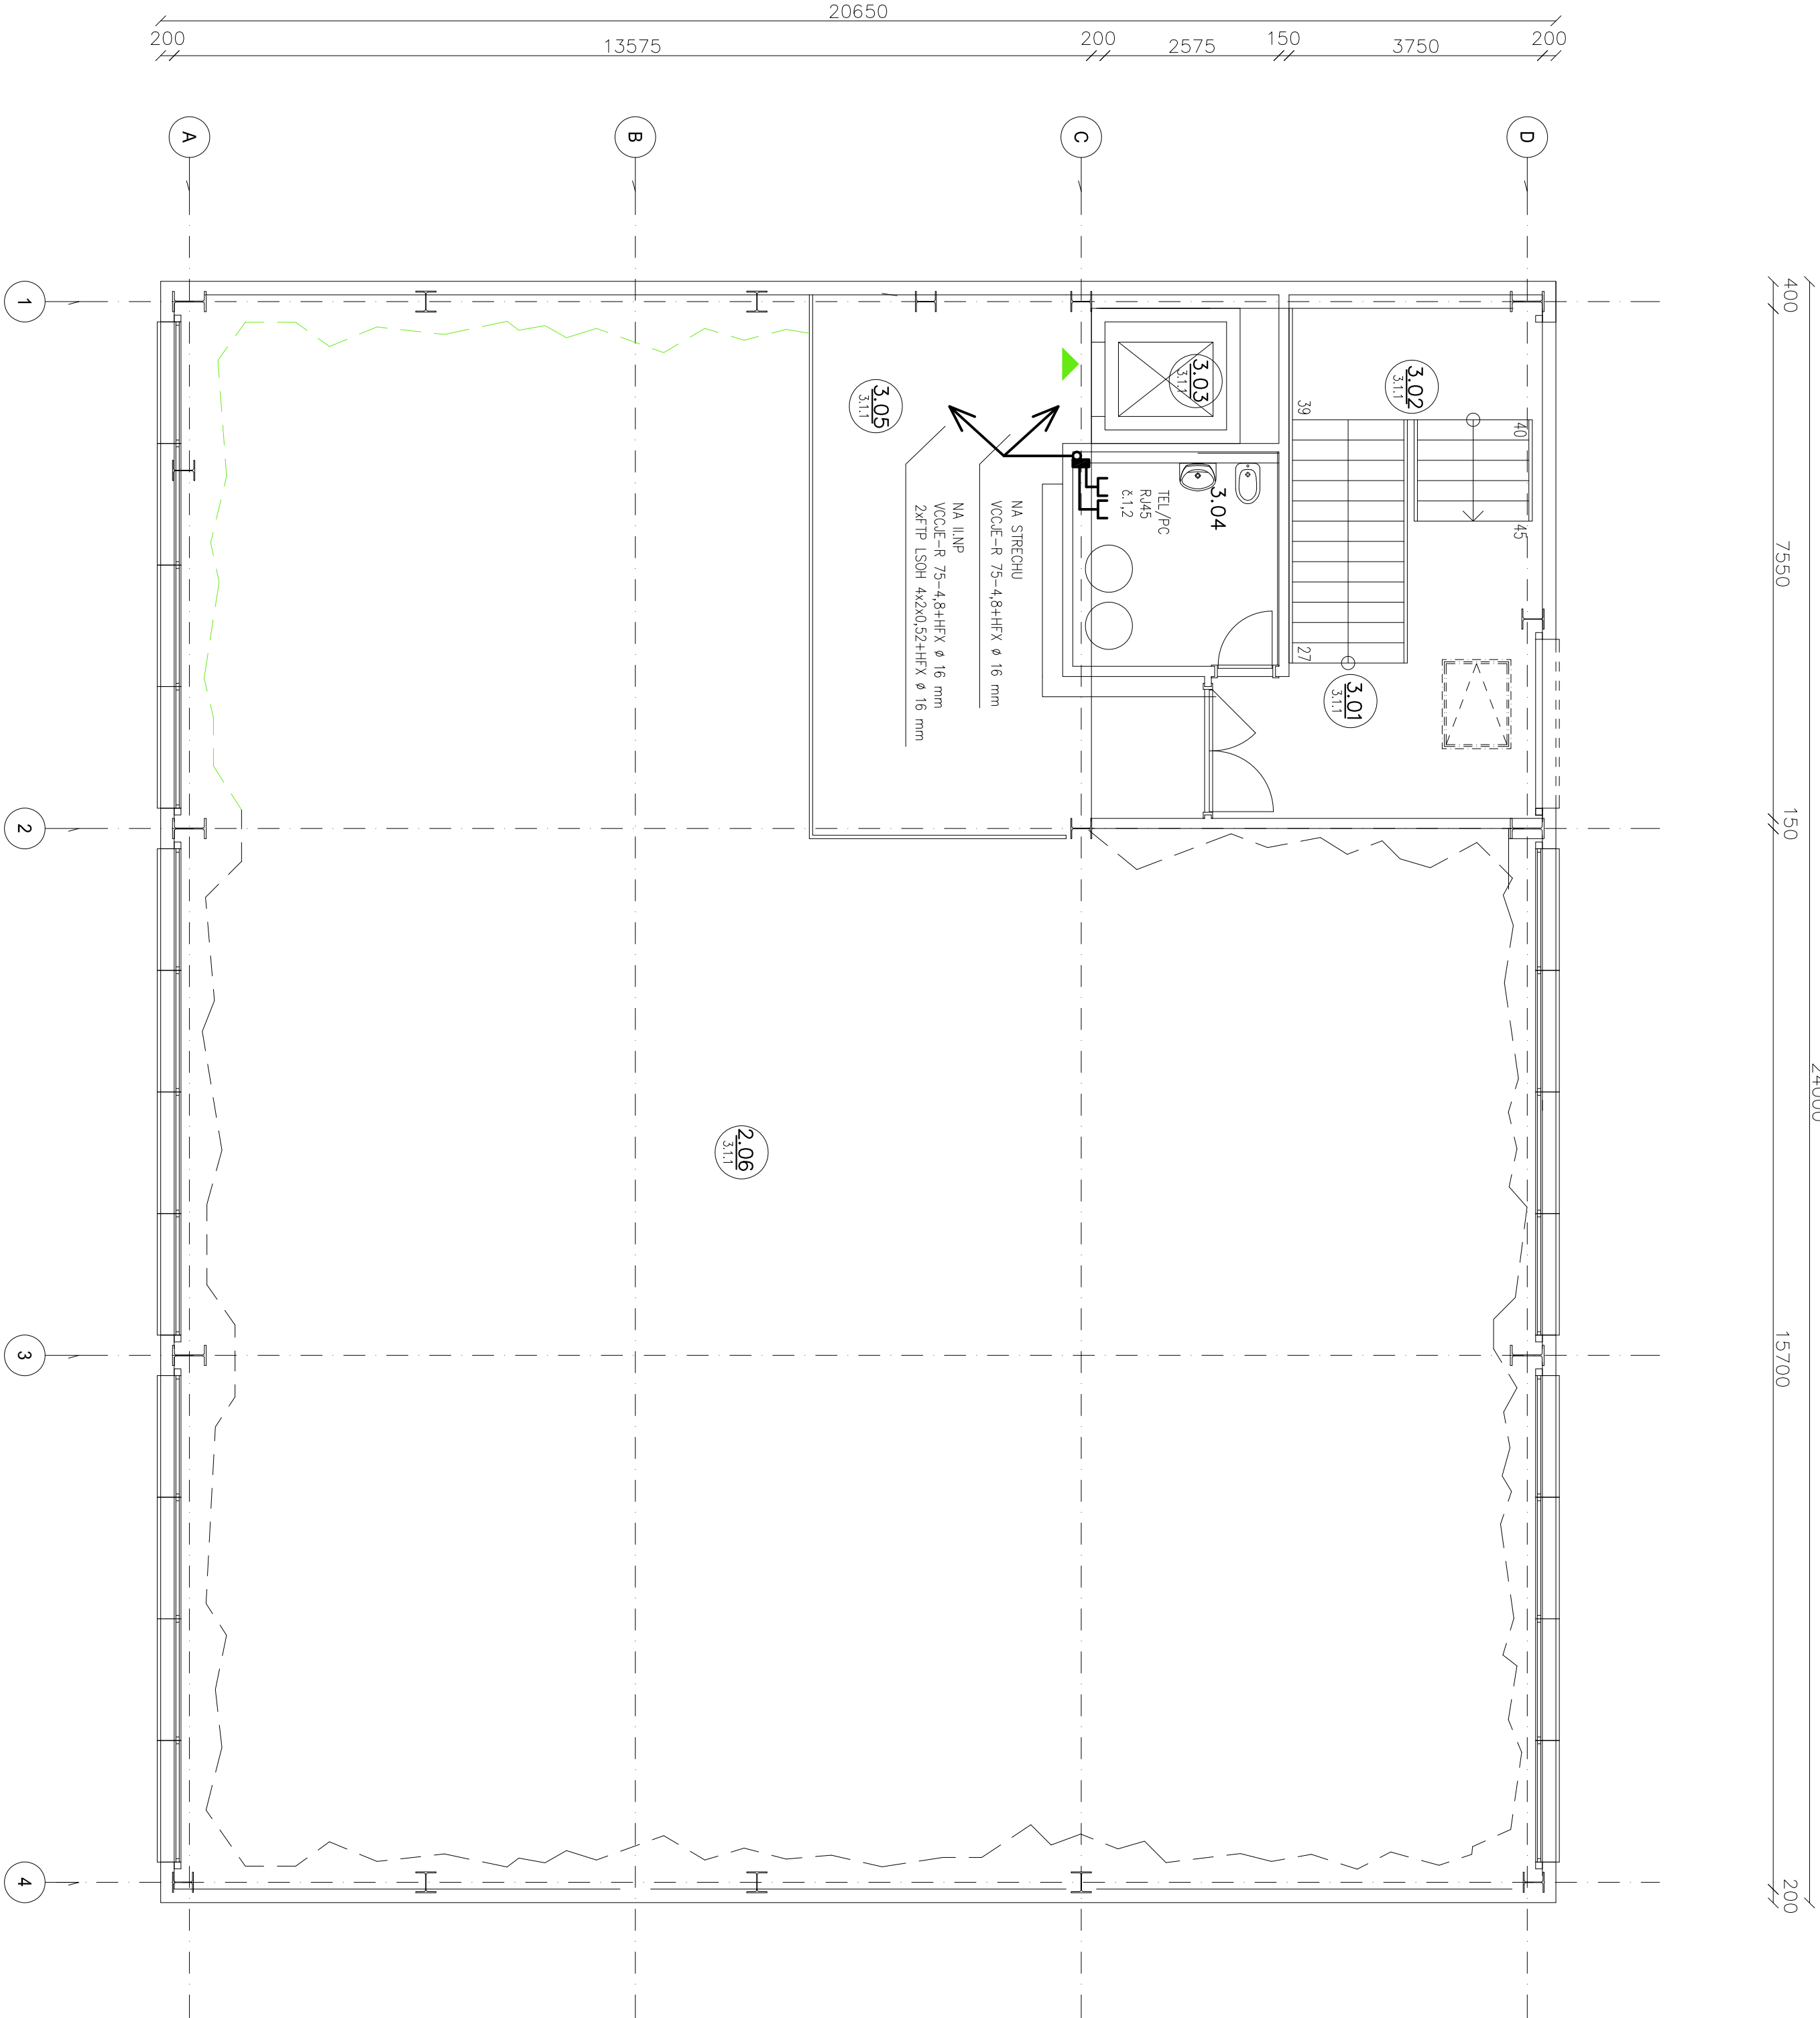 20650
200
13575
200
2575
150
3750
200
A
B
C
D
1
2
3
4
400
7550
150
15700
200
24000
3.03
3.1.1
3.02
3.1.1
3.05
3.1.1
39
40
45
27
3.04
TEL/PC
RJ45
č.1,2
NA STRECHU
VCCJE-R 75-4,8+HFX ø 16 mm
NA II.NP
VCCJE-R 75-4,8+HFX ø 16 mm
2xFTP LSOH 4x2x0,52+HFX ø 16 mm
3.01
3.1.1
2.06
3.1.1